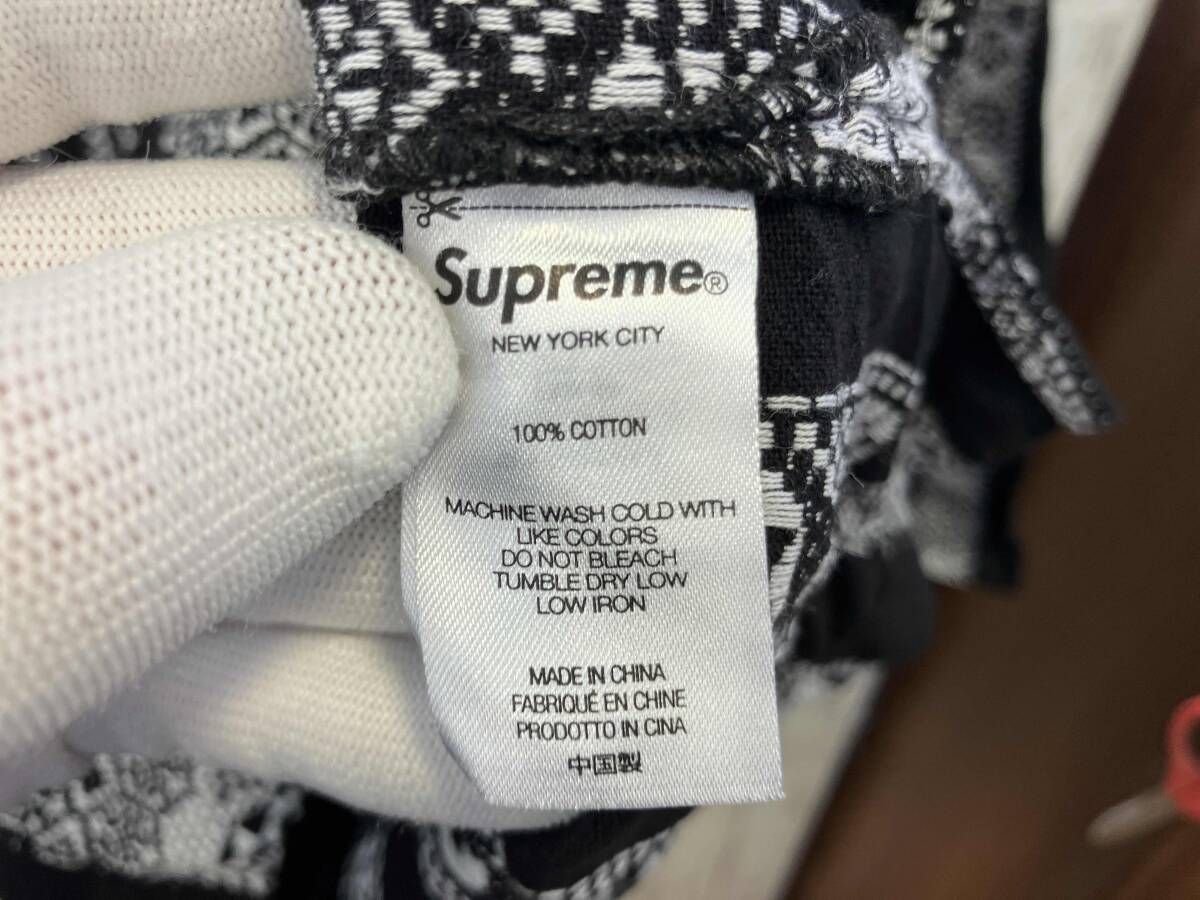 Supreme®
NEW YORK CITY
100% COTTON
MACHINE WASH COLD WITH
LIKE COLORS
DO NOT BLEACH
TUMBLE DRY LOW
LOW IRON
MADE IN CHINA
FABRIQUÉ EN CHINE
PRODOTTO IN CINA
中国製